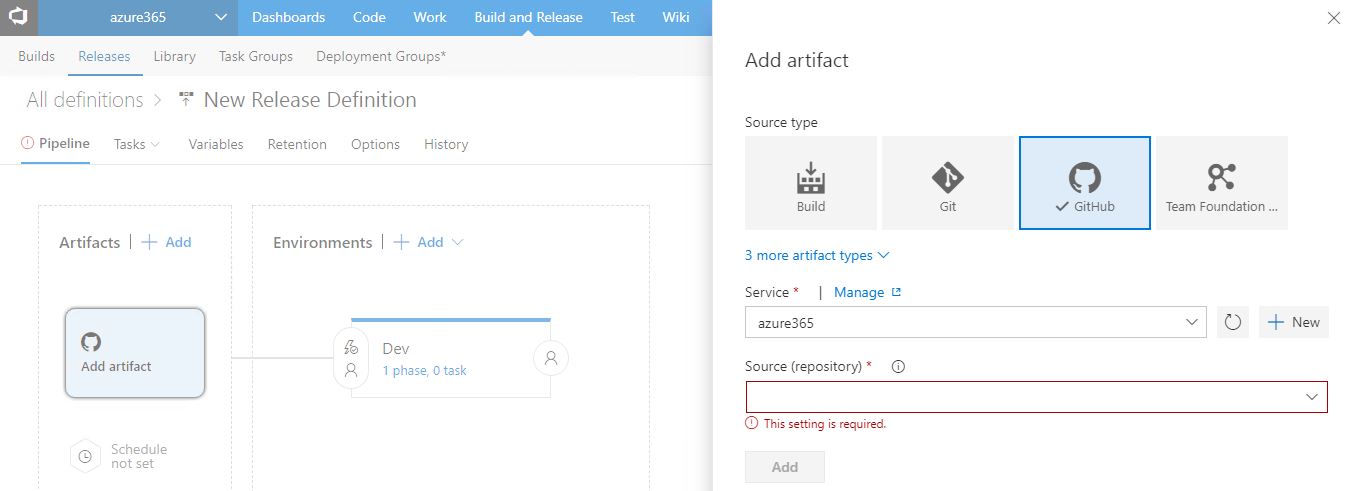 azure365 Dashboards Code Work Build and Release Test Wiki
Builds Releases Library Task Groups Deployment Groups*
All definitions > New Release Definition
Pipeline Tasks Variables Retention Options History
Artifacts | + Add
Environments | + Add
Add artifact
Dev
1 phase, 0 task
Schedule
not set
Add artifact
Source type
Build Git GitHub Team Foundation ...
3 more artifact types
Service * | Manage
azure365
+ New
Source (repository) *
This setting is required.
Add